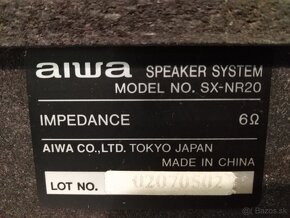 aiwa SPEAKER SYSTEM
MODEL NO. SX-NR20
IMPEDANCE 6Ω
AIWA CO.,LTD. TOKYO JAPAN
MADE IN CHINA
LOT NO. 02070502
bazos.sk